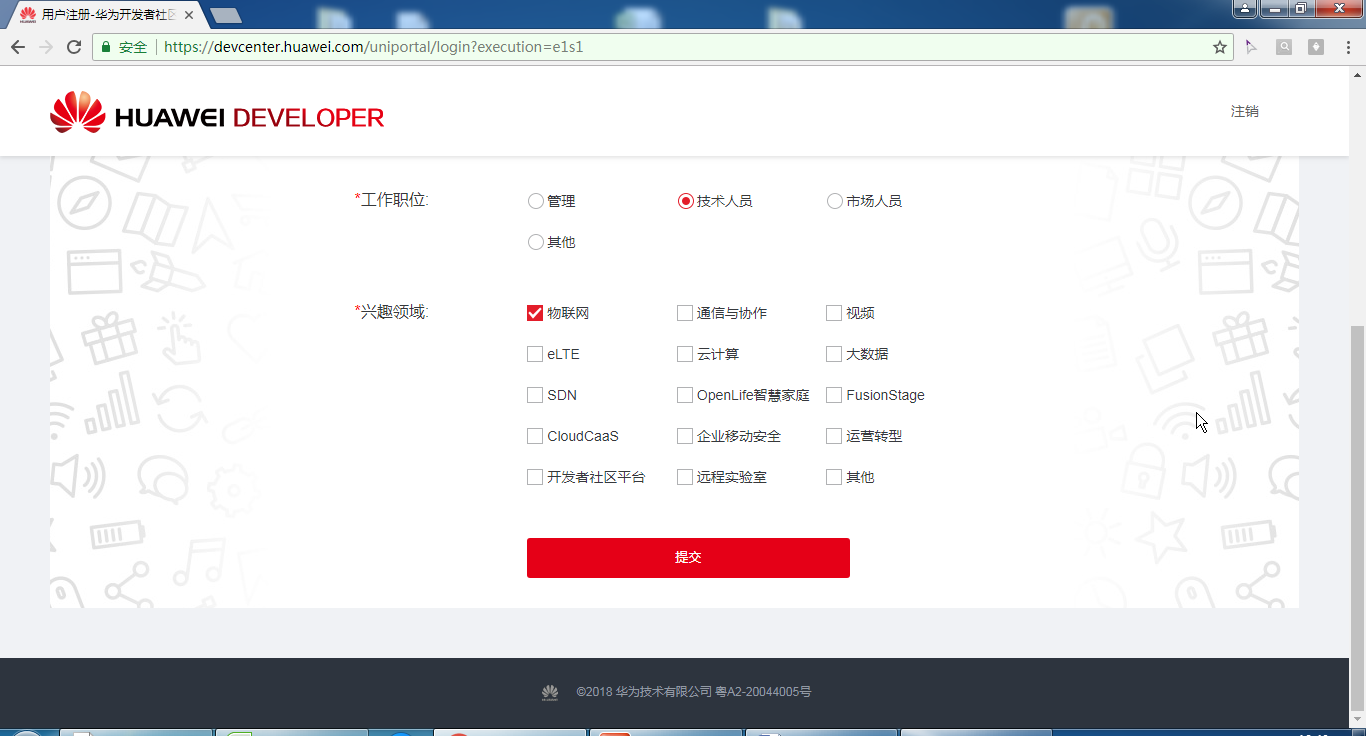 用户注册-华为开发者社区
安全 https://devcenter.huawei.com/uniportal/login?execution=e1s1
HUAWEI DEVELOPER
注销
*工作职位:
管理 技术人员 市场人员
其他
*兴趣领域:
物联网 通信与协作 视频
eLTE 云计算 大数据
SDN OpenLife智慧家庭 FusionStage
CloudCaaS 企业移动安全 运营转型
开发者社区平台 远程实验室 其他
提交
©2018 华为技术有限公司 粤A2-20044005号